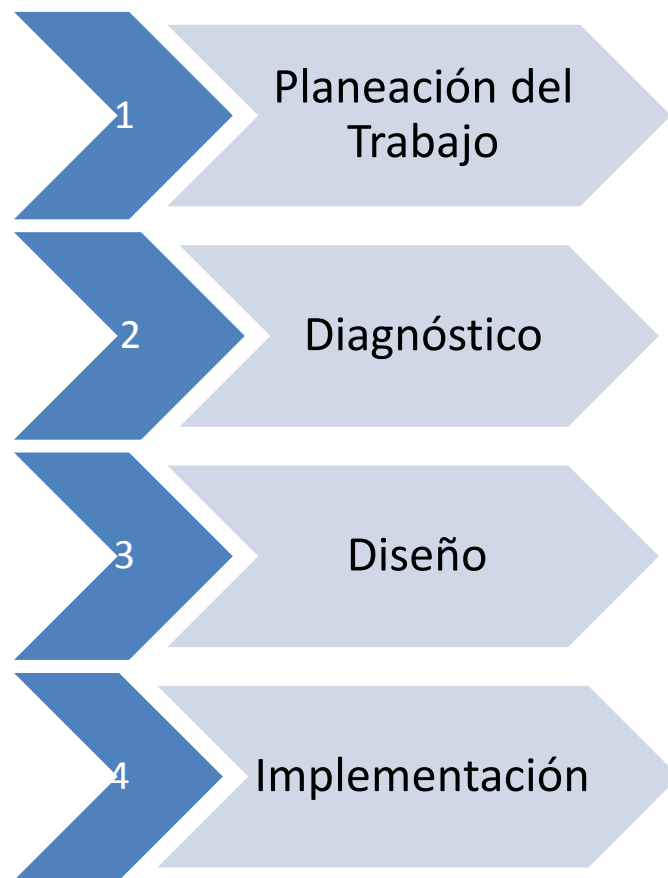 1
Planeación del
Trabajo
2
Diagnóstico
3
Diseño
4
Implementación